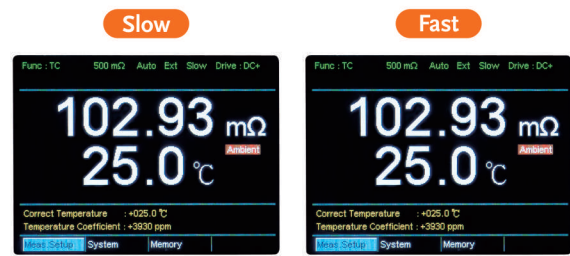 Slow
Fast
Func : TC 500 mΩ Auto Ext Slow Drive : DC+
102.93 mΩ
Ambient
25.0 °C
Correct Temperature : +025.0 °C
Temperature Coefficient : +3930 ppm
Meas.Setup System Memory
Func : TC 500 mΩ Auto Ext Slow Drive : DC+
102.93 mΩ
Ambient
25.0 °C
Correct Temperature : +025.0 °C
Temperature Coefficient : +3930 ppm
Meas.Setup System Memory